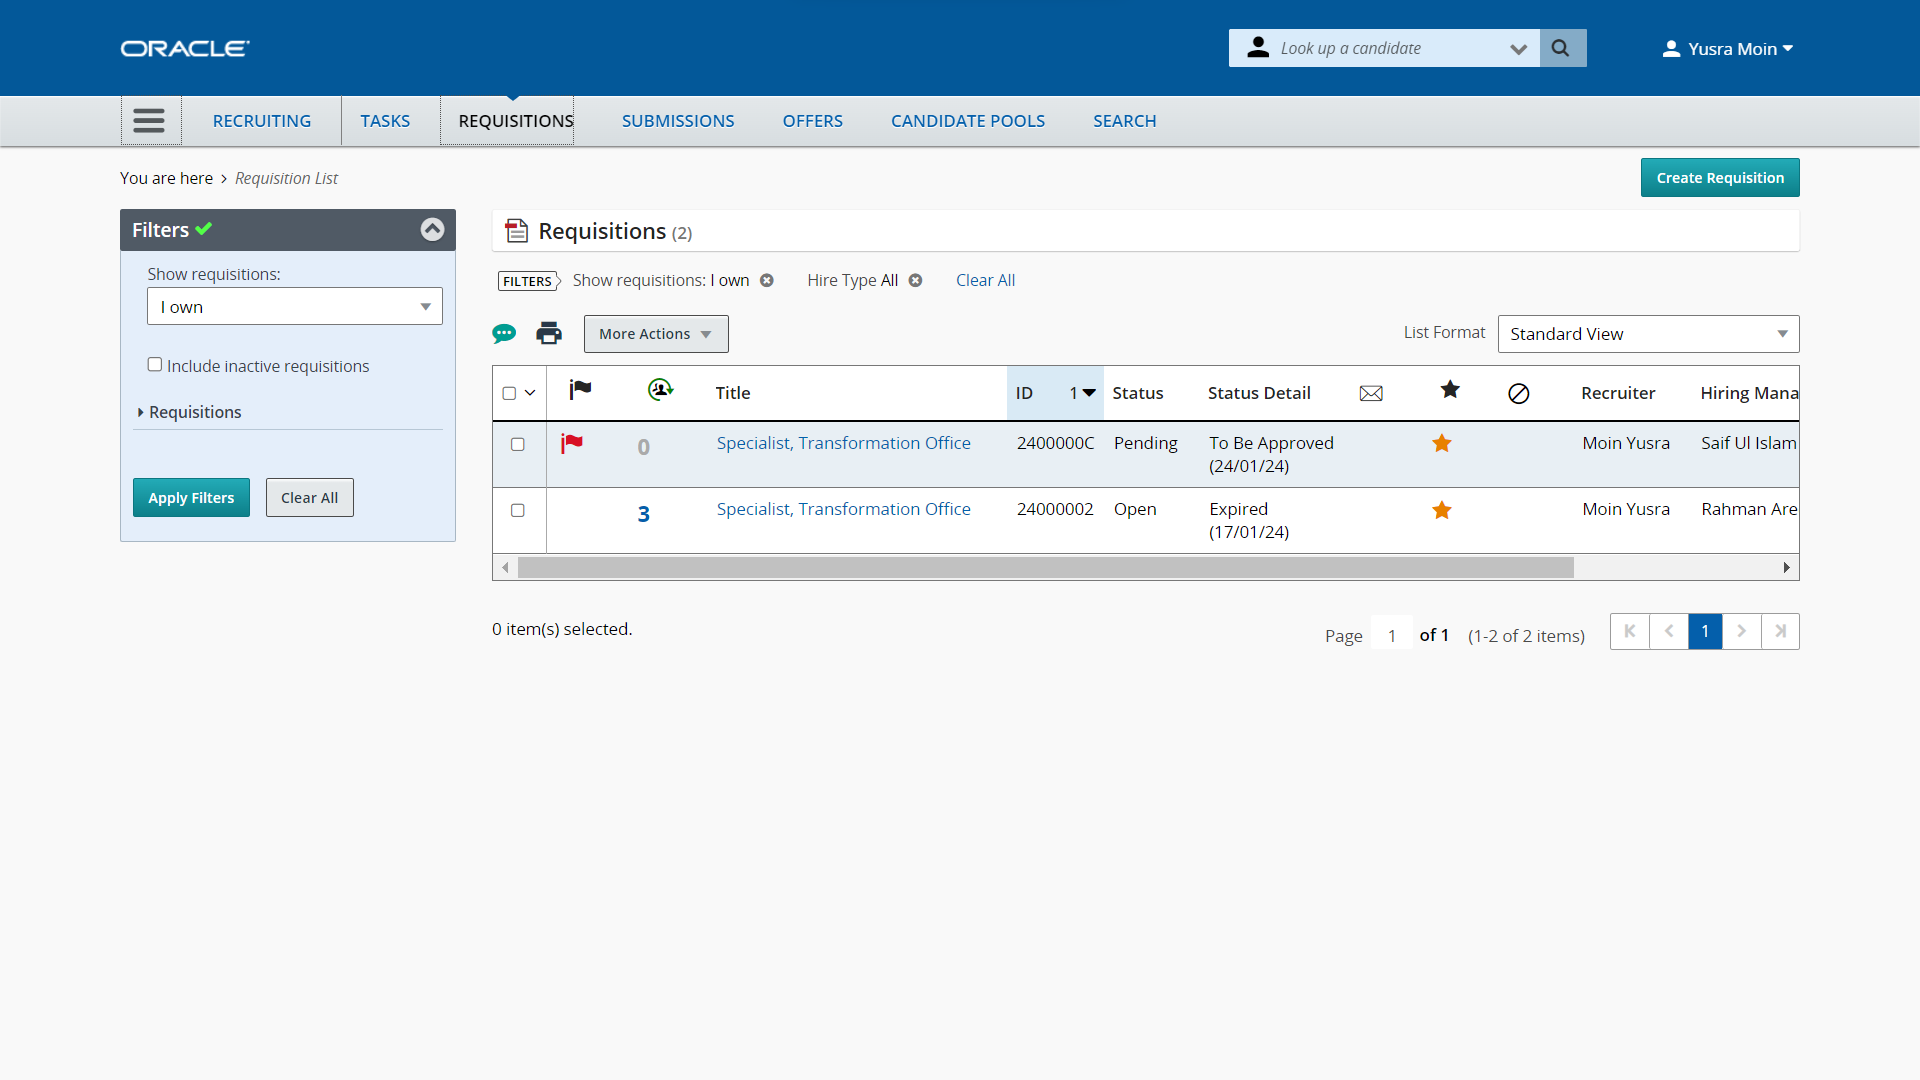 ORACLE
Look up a candidate
Yusra Moin
RECRUITING
TASKS
REQUISITIONS
SUBMISSIONS
OFFERS
CANDIDATE POOLS
SEARCH
You are here > Requisition List
Create Requisition
Filters
Show requisitions:
I own
Include inactive requisitions
Requisitions
Apply Filters
Clear All
Requisitions (2)
FILTERS Show requisitions: I own Hire Type All Clear All
More Actions
List Format Standard View
Title ID 1 Status Status Detail Recruiter Hiring Mana
0 Specialist, Transformation Office 2400000C Pending To Be Approved Moin Yusra Saif Ul Islam
(24/01/24)
3 Specialist, Transformation Office 24000002 Open Expired Moin Yusra Rahman Are
(17/01/24)
0 item(s) selected.
Page 1 of 1 (1-2 of 2 items) 1